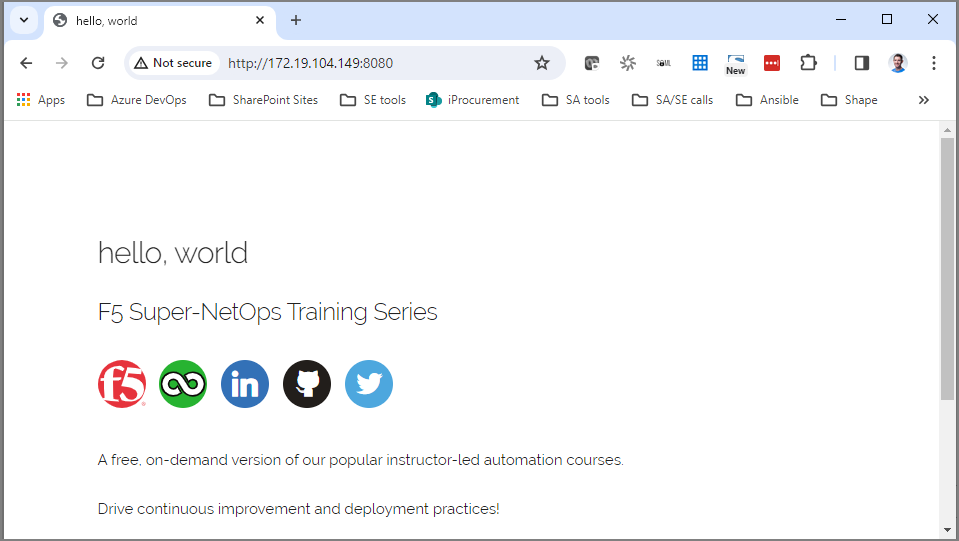 hello, world
Not secure http://172.19.104.149:8080
New
Apps Azure DevOps SharePoint Sites SE tools iProcurement SA tools SA/SE calls Ansible Shape
hello, world
F5 Super-NetOps Training Series
f5 in
A free, on-demand version of our popular instructor-led automation courses.
Drive continuous improvement and deployment practices!